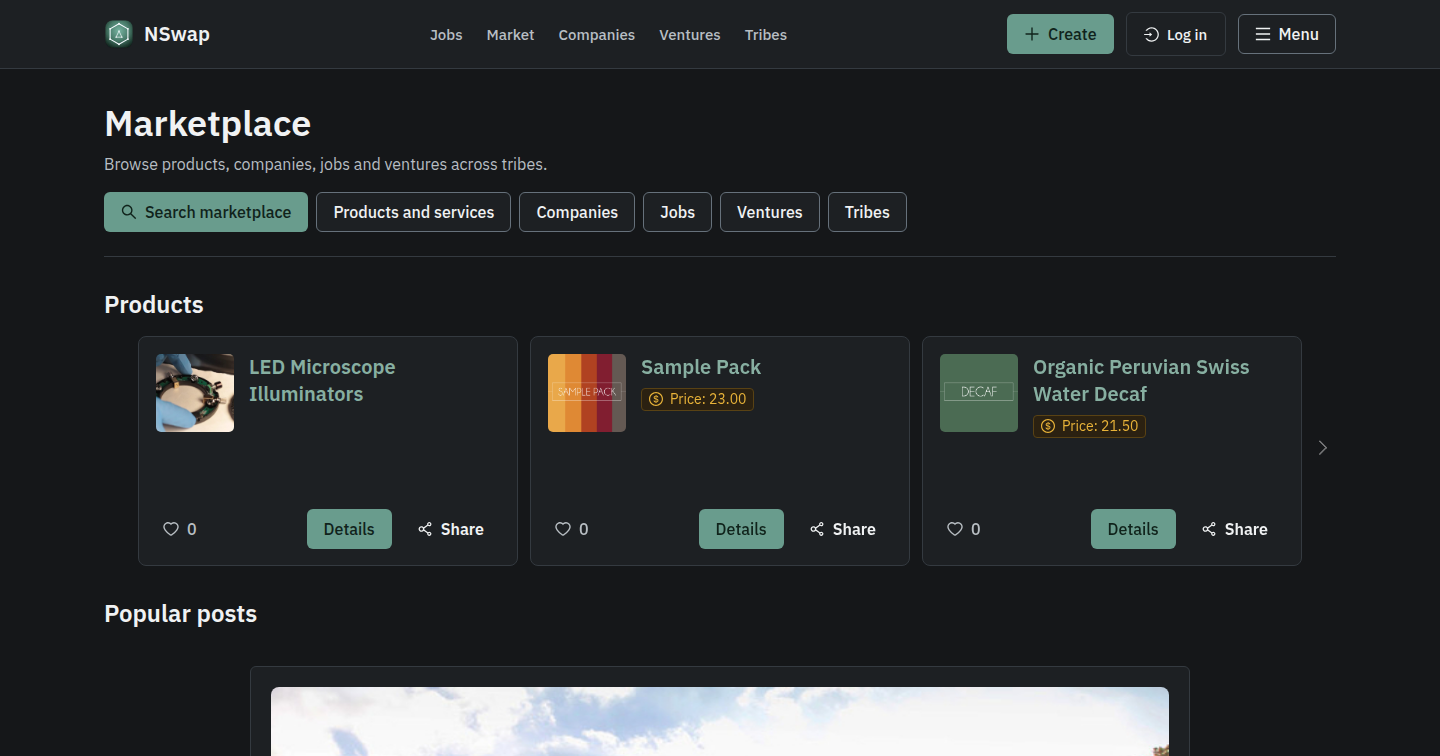 NSwap
Jobs
Market
Companies
Ventures
Tribes
Create
Log in
Menu
Marketplace
Browse products, companies, jobs and ventures across tribes.
Search marketplace
Products and services
Companies
Jobs
Ventures
Tribes
Products
LED Microscope
Illuminators
0
Details
Share
SAMPLE PACK
Sample Pack
Price: 23.00
0
Details
Share
DECAF
Organic Peruvian Swiss
Water Decaf
Price: 21.50
0
Details
Share
Popular posts